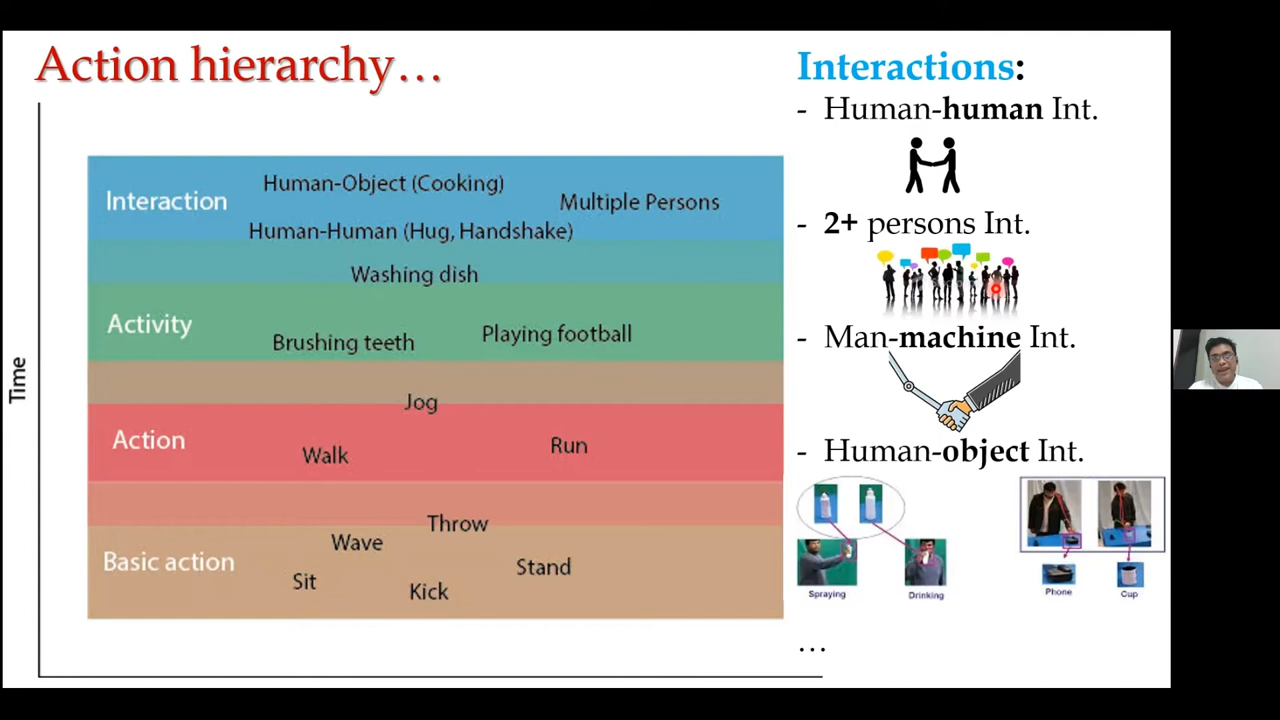 Action hierarchy…
Time
Interaction
Human-Object (Cooking)
Multiple Persons
Human-Human (Hug, Handshake)
Washing dish
Activity
Brushing teeth
Playing football
Jog
Action
Walk
Run
Throw
Basic action
Wave
Sit
Stand
Kick
Interactions:
- Human-human Int.
- 2+ persons Int.
- Man-machine Int.
- Human-object Int.
Spraying
Drinking
Phone
Cup
…